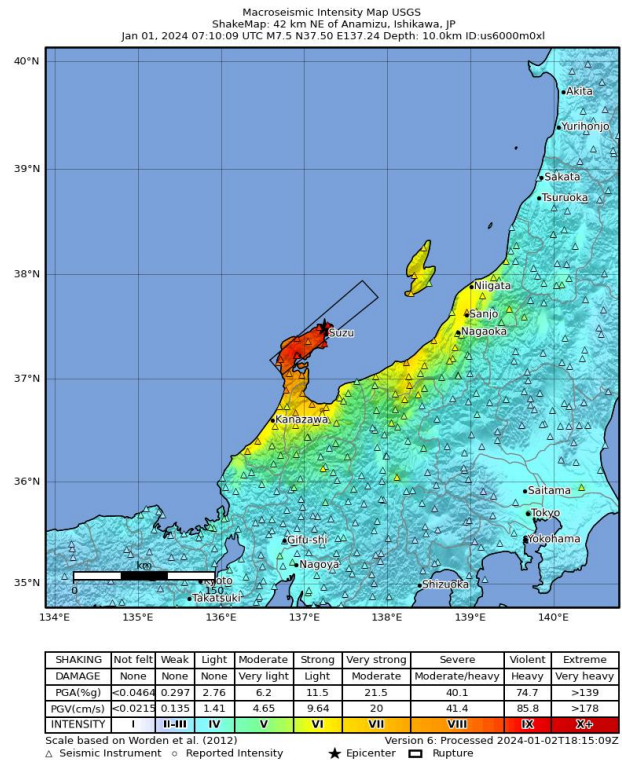 Macroseismic Intensity Map USGS
ShakeMap: 42 km NE of Anamizu, Ishikawa, JP
Jan 01, 2024 07:10:09 UTC M7.5 N37.50 E137.24 Depth: 10.0km ID:us6000m0xl
40°N
Akita
Yurihonjo
39°N
Sakata
Tsuruoka
38°N
Niigata
Sanjo
Suzu
Nagaoka
37°N
Kanazawa
36°N
Saitama
Tokyo
Gifu-shi
Yokohama
km
Nagoya
35°N
Shizuoka
Kyoto
150
Takatsuki
134°E 135°E 136°E 137°E 138°E 139°E 140°E
SHAKING Not felt Weak Light Moderate Strong Very strong Severe Violent Extreme
DAMAGE None None None Very light Light Moderate Moderate/heavy Heavy Very heavy
PGA(%g) <0.0464 0.297 2.76 6.2 11.5 21.5 40.1 74.7 >139
PGV(cm/s) <0.0215 0.135 1.41 4.65 9.64 20 41.4 85.8 >178
INTENSITY I II-III IV V VI VII VIII IX X+
Scale based on Worden et al. (2012) Version 6: Processed 2024-01-02T18:15:09Z
△ Seismic Instrument ○ Reported Intensity ★ Epicenter Rupture